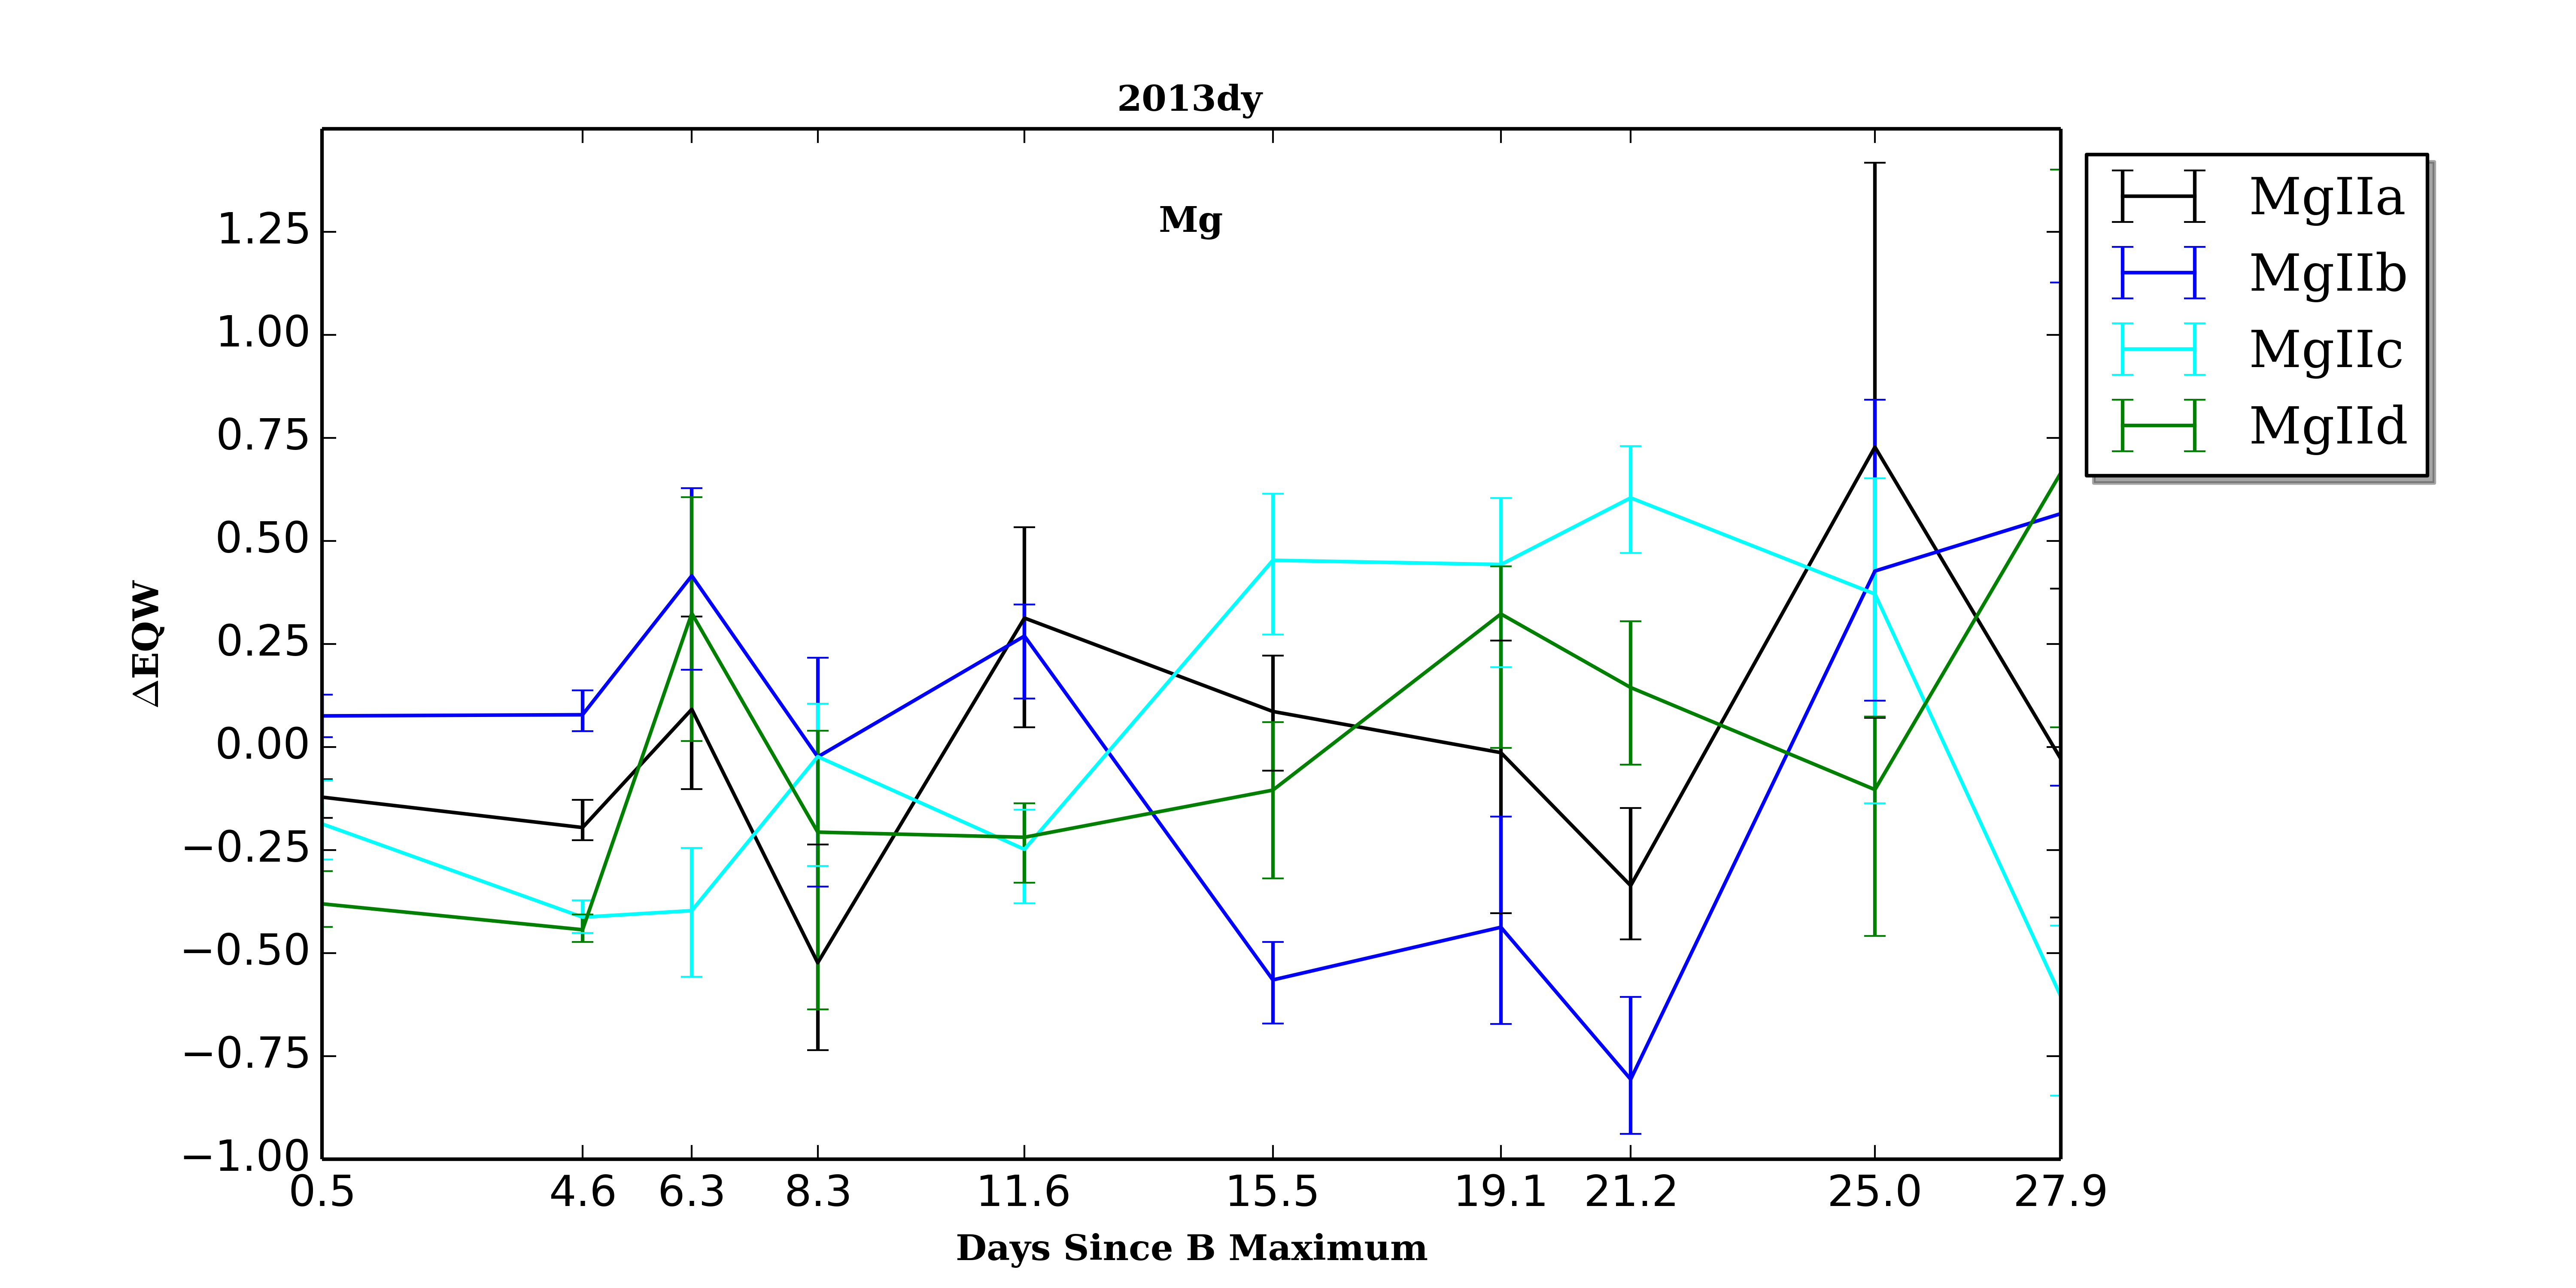 2013dy
Mg
1.25
1.00
0.75
0.50
0.25
0.00
−0.25
−0.50
−0.75
−1.00
ΔEQW
0.5 4.6 6.3 8.3 11.6 15.5 19.1 21.2 25.0 27.9
Days Since B Maximum
MgIIa
MgIIb
MgIIc
MgIId